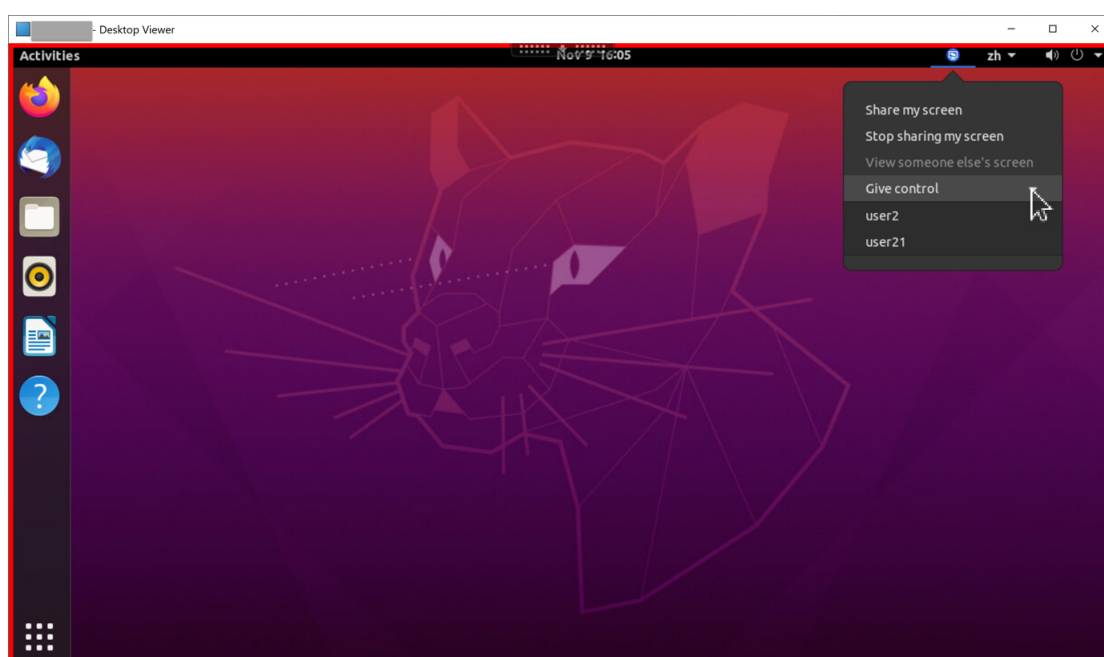 - Desktop Viewer
Activities
Nov 9 16:05
zh
Share my screen
Stop sharing my screen
View someone else's screen
Give control
user2
user21
?